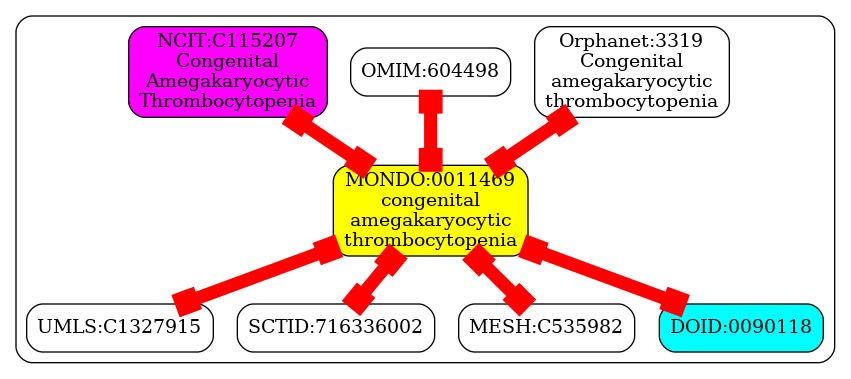 NCIT:C115207
Congenital
Amegakaryocytic
Thrombocytopenia
OMIM:604498
Orphanet:3319
Congenital
amegakaryocytic
thrombocytopenia
MONDO:0011469
congenital
amegakaryocytic
thrombocytopenia
UMLS:C1327915
SCTID:716336002
MESH:C535982
DOID:0090118